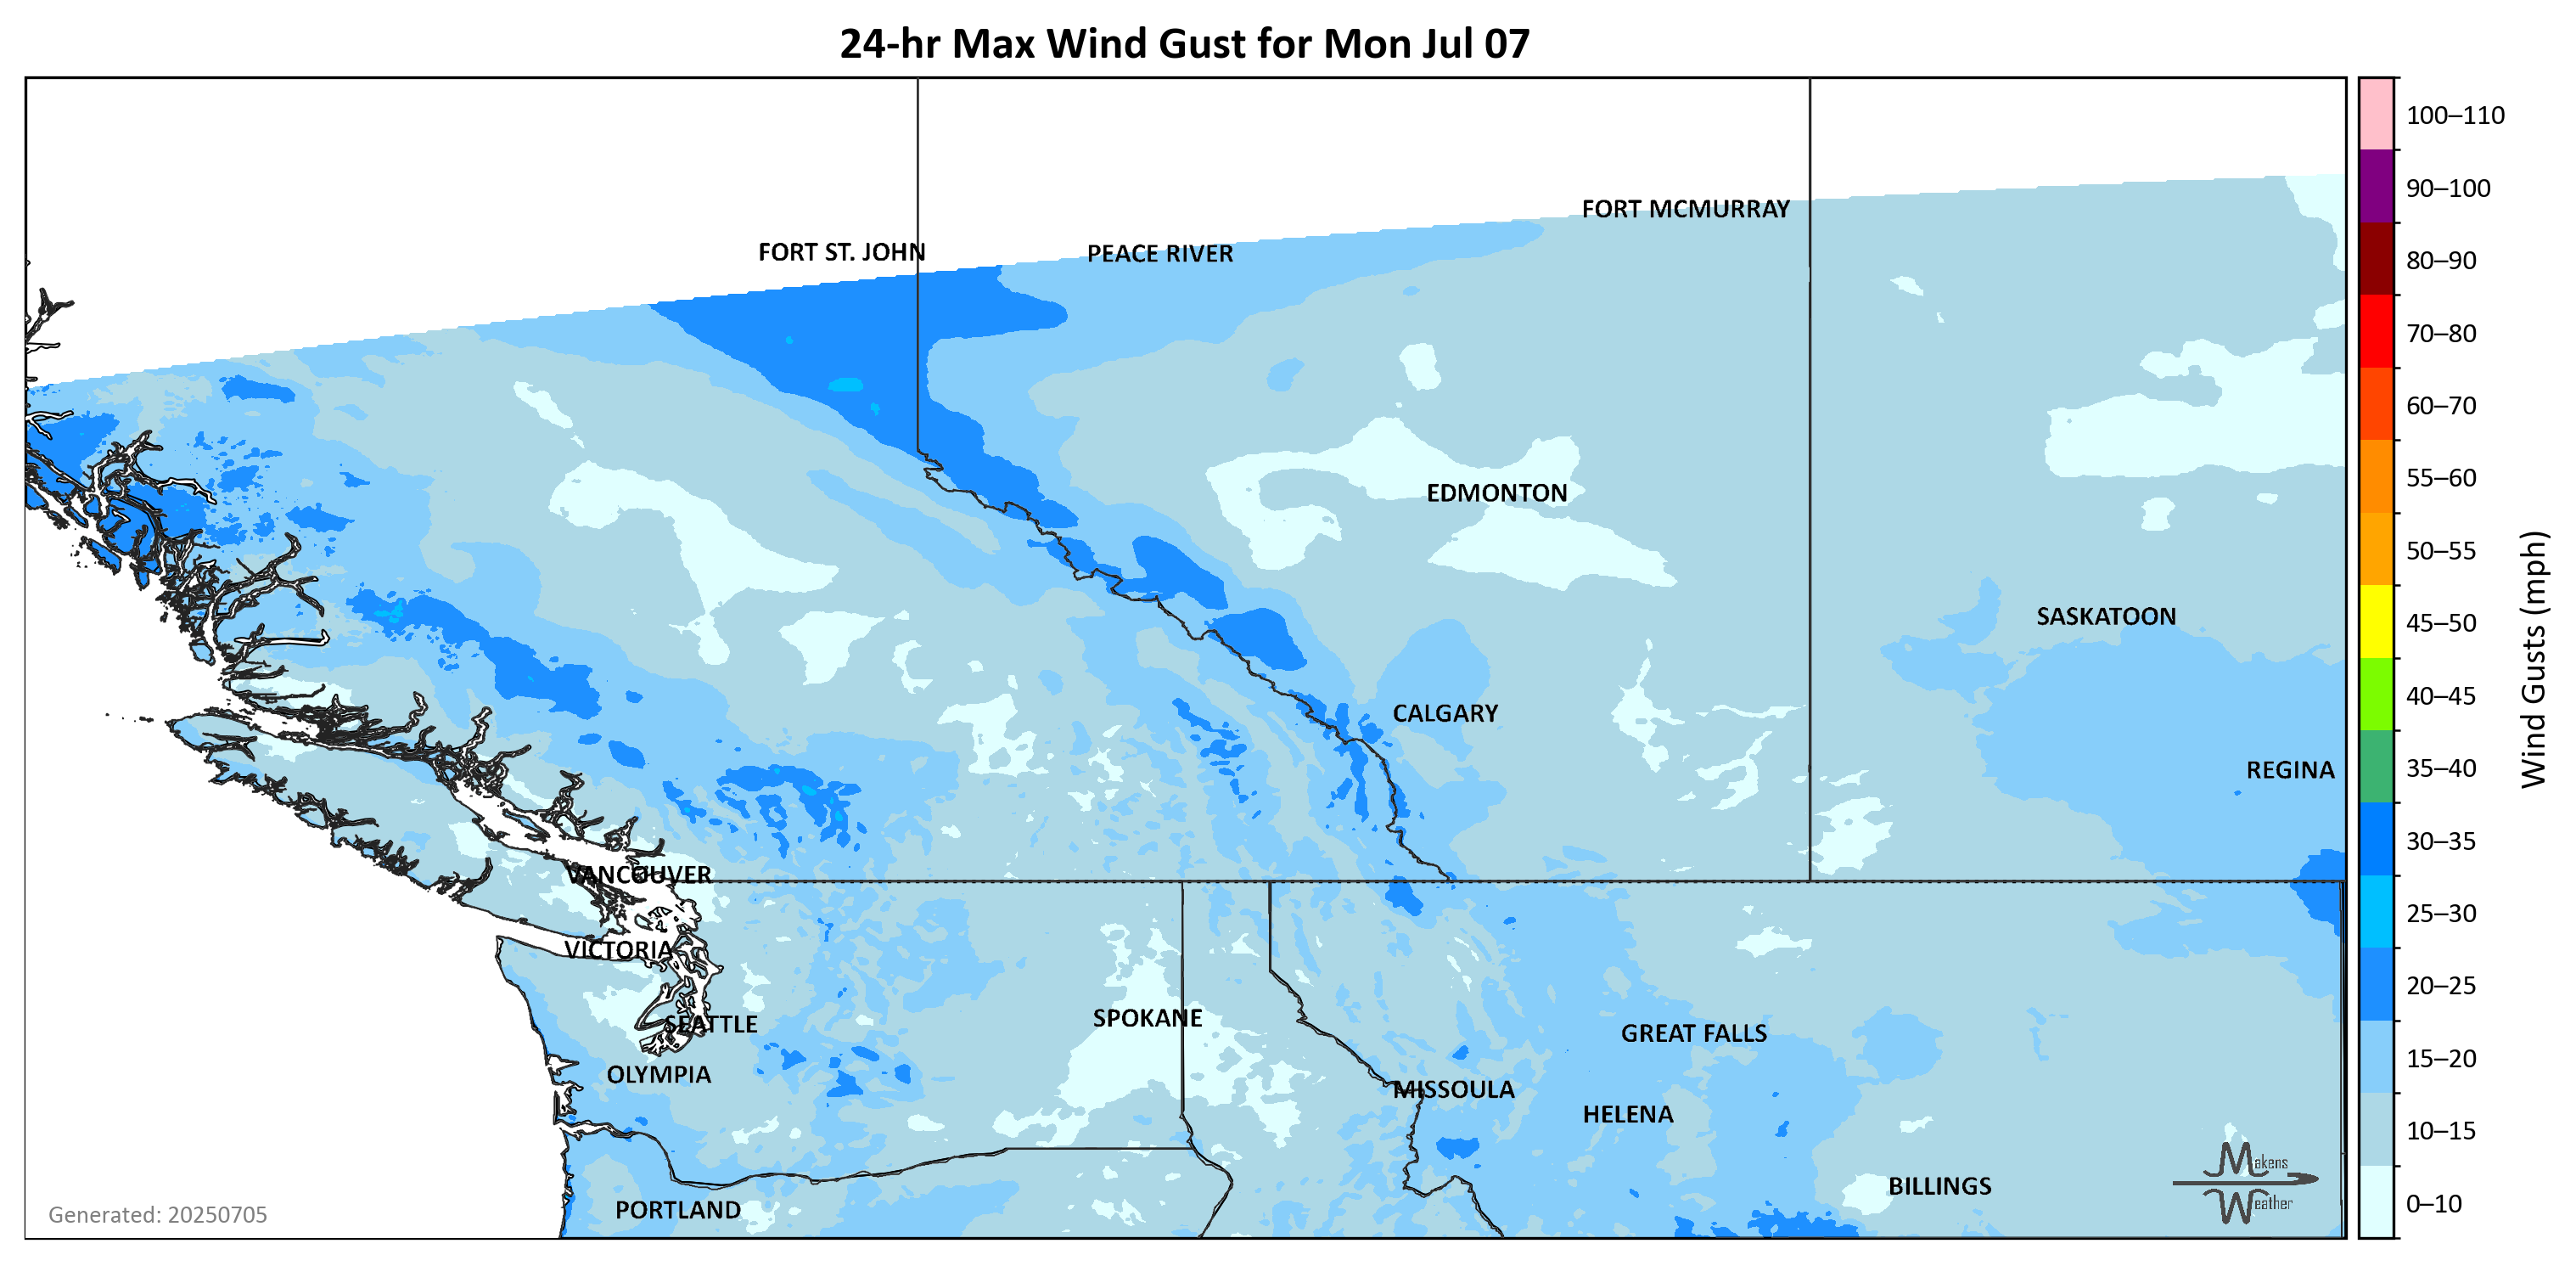 24-hr Max Wind Gust for Mon Jul 07
100–110
90–100
80–90
70–80
60–70
55–60
50–55
45–50
40–45
35–40
30–35
25–30
20–25
15–20
10–15
0–10
Wind Gusts (mph)
FORT MCMURRAY
FORT ST. JOHN
PEACE RIVER
EDMONTON
SASKATOON
CALGARY
REGINA
VANCOUVER
VICTORIA
SPOKANE
SEATTLE
GREAT FALLS
OLYMPIA
MISSOULA
HELENA
BILLINGS
PORTLAND
Makens
Weather
Generated: 20250705